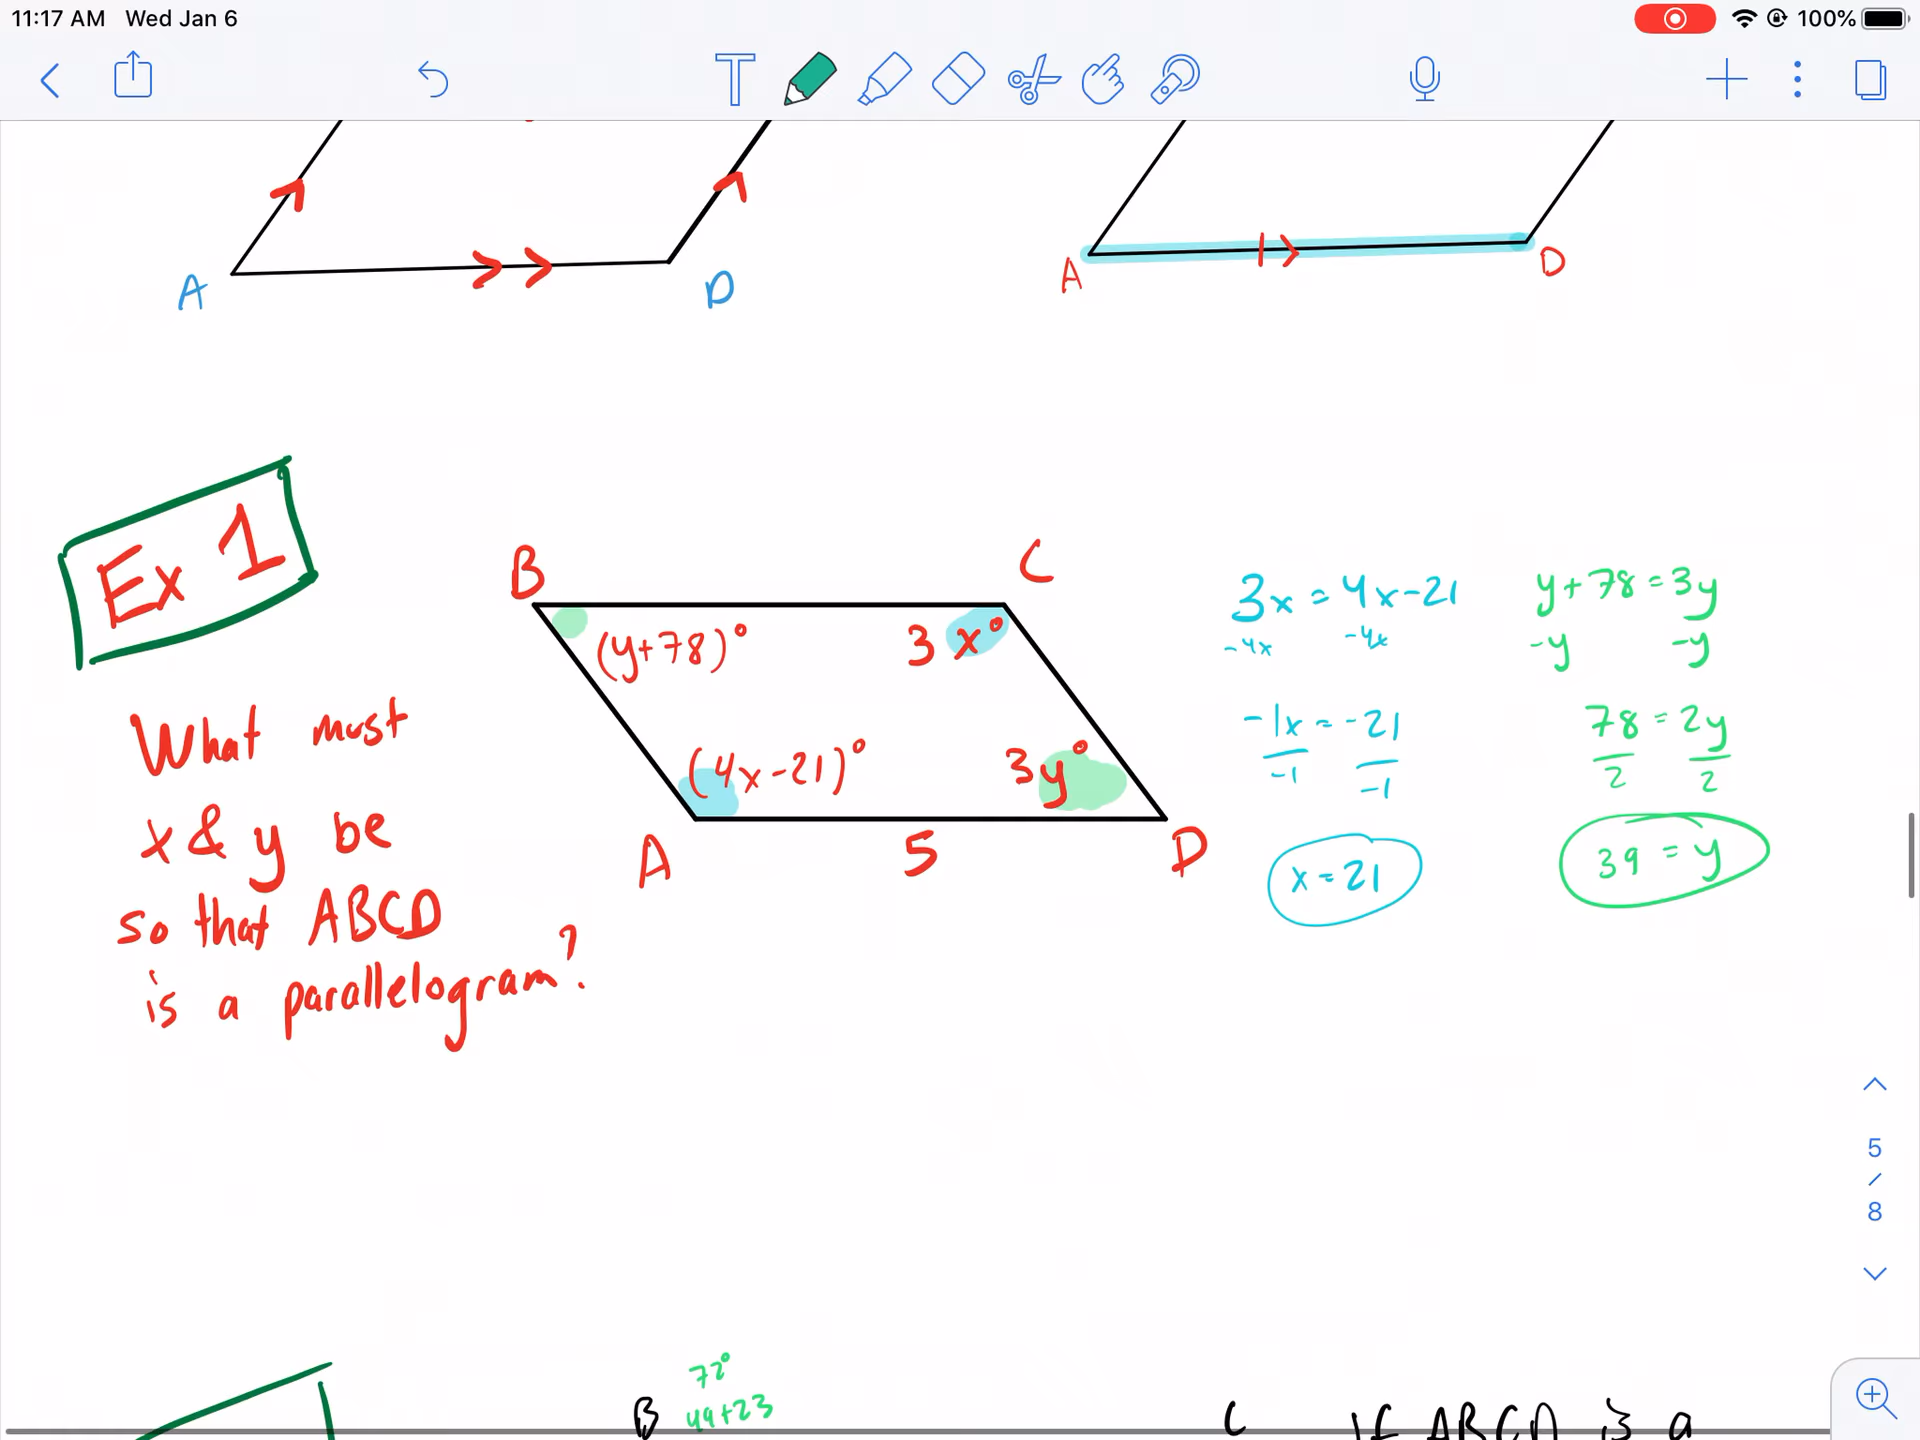 11:17 AM Wed Jan 6
100%
T
A
D
A
D
Ex 1
B
C
(y+78)°
3x°
(4x-21)°
3y°
A
5
D
What must
x & y be
so that ABCD
is a parallelogram?
3x = 4x-21
-4x -4x
-1x = -21
-1 -1
x = 21
y+78 = 3y
-y -y
78 = 2y
2 2
39 = y
5
/
8
72°
B 49+23
C
If ABCD is a